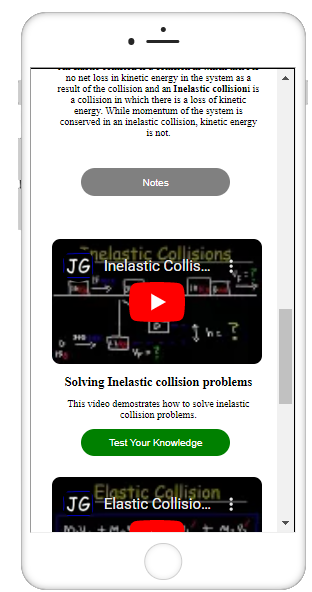 no net loss in kinetic energy in the system as a
result of the collision and an Inelastic collisioni is
a collision in which there is a loss of kinetic
energy. While momentum of the system is
conserved in an inelastic collision, kinetic energy
is not.
Notes
Inelastic Collisions
JG Inelastic Collis...
h = ?
Solving Inelastic collision problems
This video demostrates how to solve inelastic
collision problems.
Test Your Knowledge
Elastic Collision
JG Elastic Collisio...